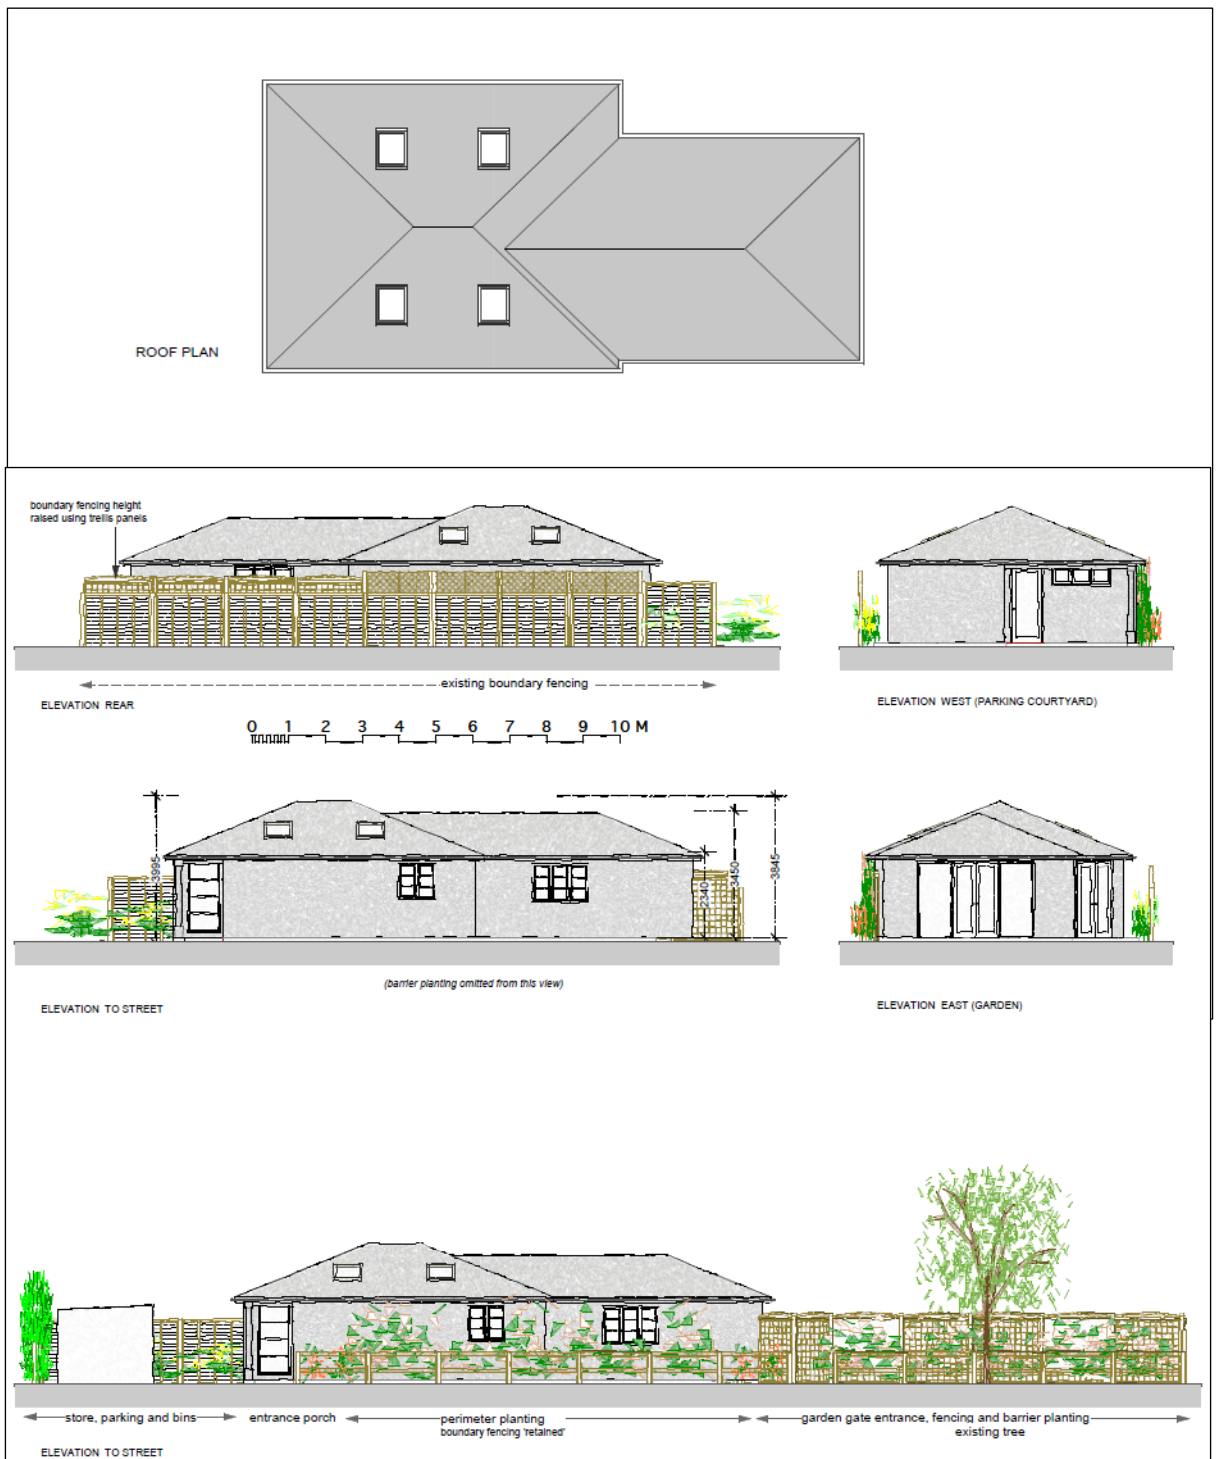 ROOF PLAN
boundary fencing height
raised using trellis panels
existing boundary fencing
ELEVATION REAR
ELEVATION WEST (PARKING COURTYARD)
0 1 2 3 4 5 6 7 8 9 10 M
3995
2340
3450
3845
(barrier planting omitted from this view)
ELEVATION TO STREET
ELEVATION EAST (GARDEN)
store, parking and bins
entrance porch
perimeter planting
boundary fencing 'retained'
garden gate entrance, fencing and barrier planting
existing tree
ELEVATION TO STREET